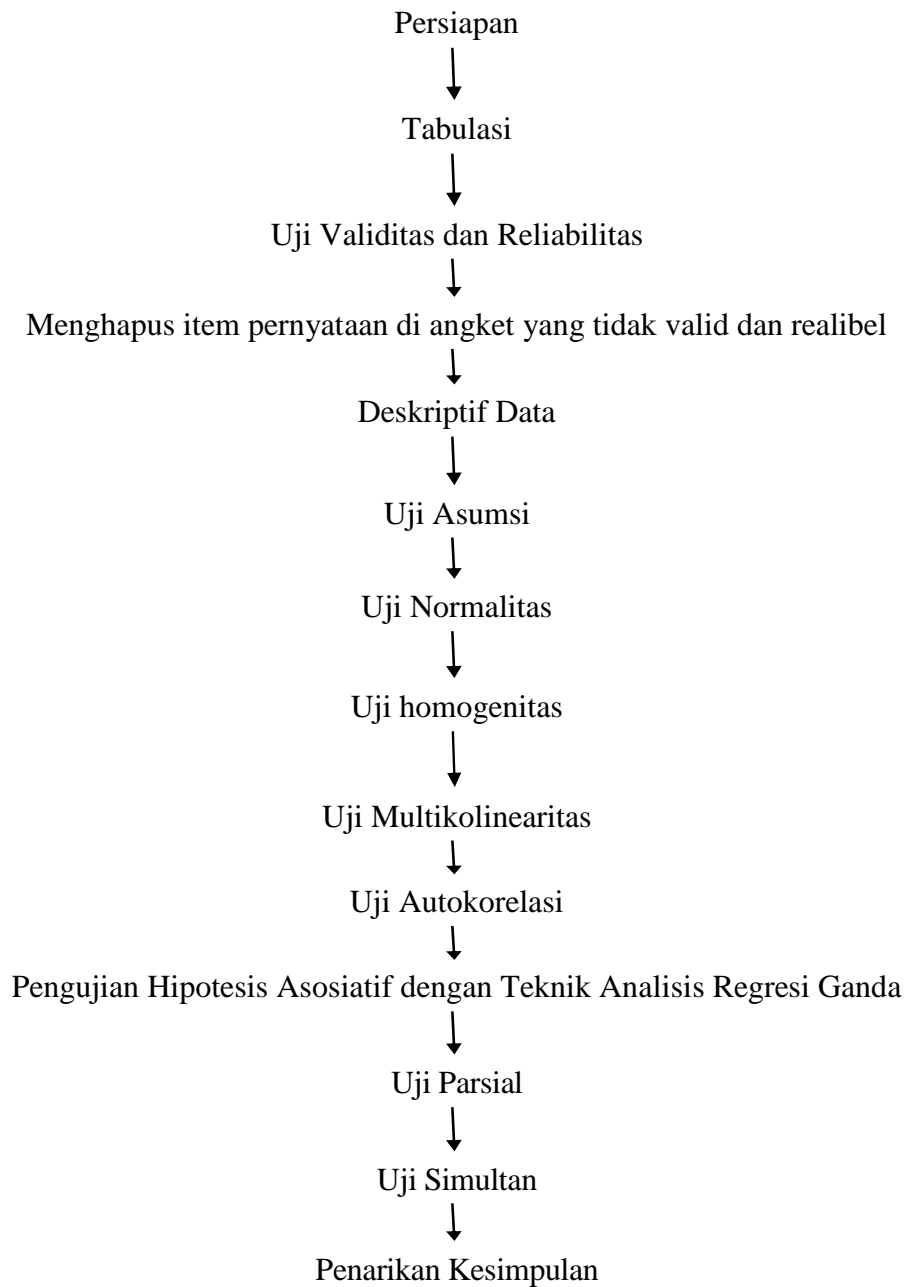 Persiapan
Tabulasi
Uji Validitas dan Reliabilitas
Menghapus item pernyataan di angket yang tidak valid dan realibel
Deskriptif Data
Uji Asumsi
Uji Normalitas
Uji homogenitas
Uji Multikolinearitas
Uji Autokorelasi
Pengujian Hipotesis Asosiatif dengan Teknik Analisis Regresi Ganda
Uji Parsial
Uji Simultan
Penarikan Kesimpulan